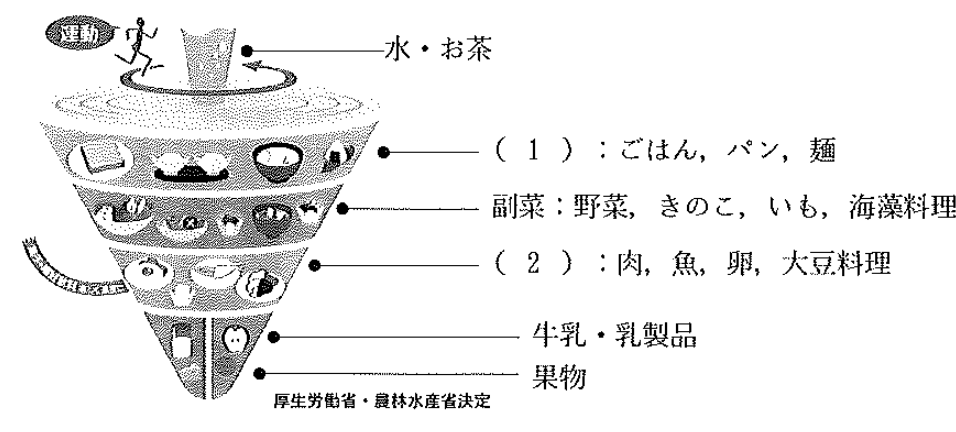 運動
水・お茶
( 1 ) : ごはん, パン, 麺
副菜 : 野菜, きのこ, いも, 海藻料理
( 2 ) : 肉, 魚, 卵, 大豆料理
牛乳・乳製品
果物
厚生労働省・農林水産省決定